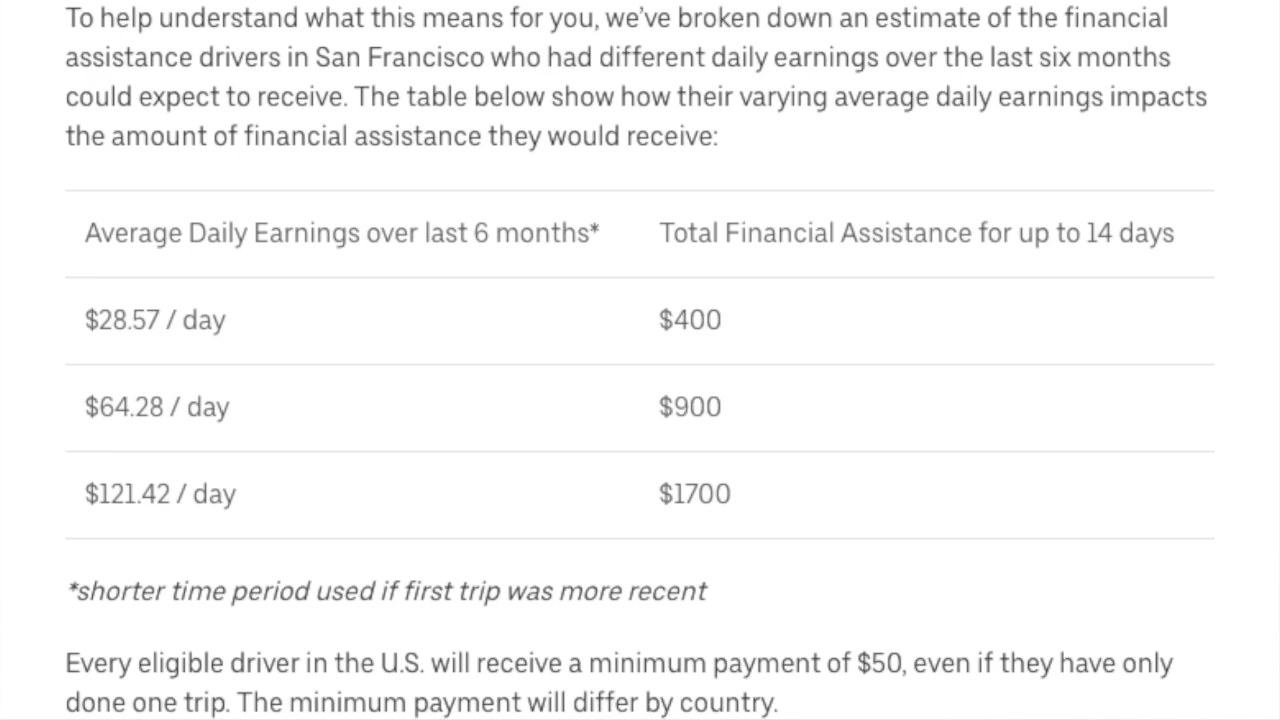 To help understand what this means for you, we’ve broken down an estimate of the financial
assistance drivers in San Francisco who had different daily earnings over the last six months
could expect to receive. The table below show how their varying average daily earnings impacts
the amount of financial assistance they would receive:
Average Daily Earnings over last 6 months* Total Financial Assistance for up to 14 days
$28.57 / day $400
$64.28 / day $900
$121.42 / day $1700
*shorter time period used if first trip was more recent
Every eligible driver in the U.S. will receive a minimum payment of $50, even if they have only
done one trip. The minimum payment will differ by country.